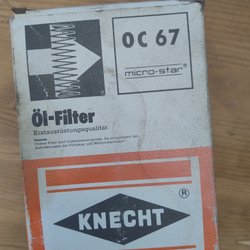 OC 67
micro-star®
Öl-Filter
Erstausrüstungsqualität
®
KNECHT